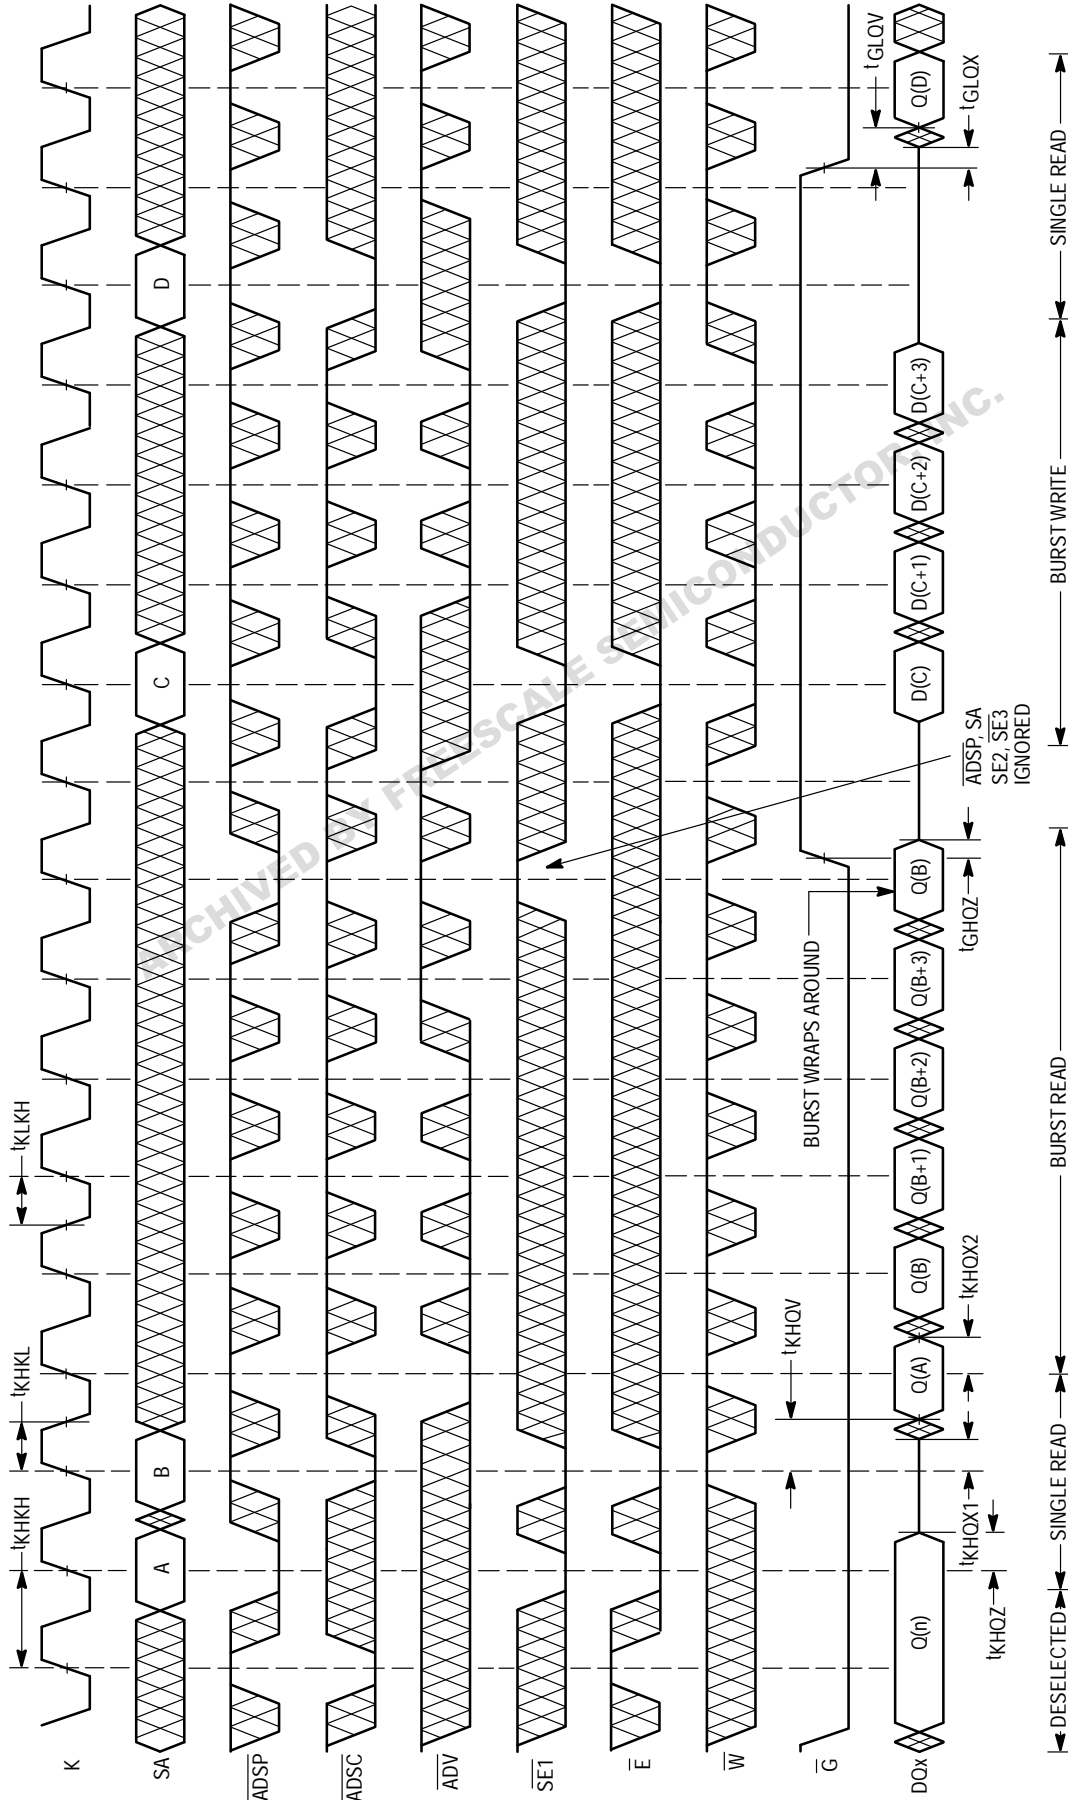 K
tKHKH
tKHKL
tKLKH
SA
A
B
C
D
ADSP
ADSC
ADV
SE1
E
W
G
tKHQV
BURST WRAPS AROUND
tGLQV
DQx
Q(n)
Q(A)
Q(B)
Q(B+1)
Q(B+2)
Q(B+3)
Q(B)
D(C)
D(C+1)
D(C+2)
D(C+3)
Q(D)
tKHQZ
tKHQX1
tKHQX2
tGHQZ
ADSP, SA
SE2, SE3
IGNORED
tGLQX
DESELECTED
SINGLE READ
BURST READ
BURST WRITE
SINGLE READ
ARCHIVED BY FREESCALE SEMICONDUCTOR, INC.